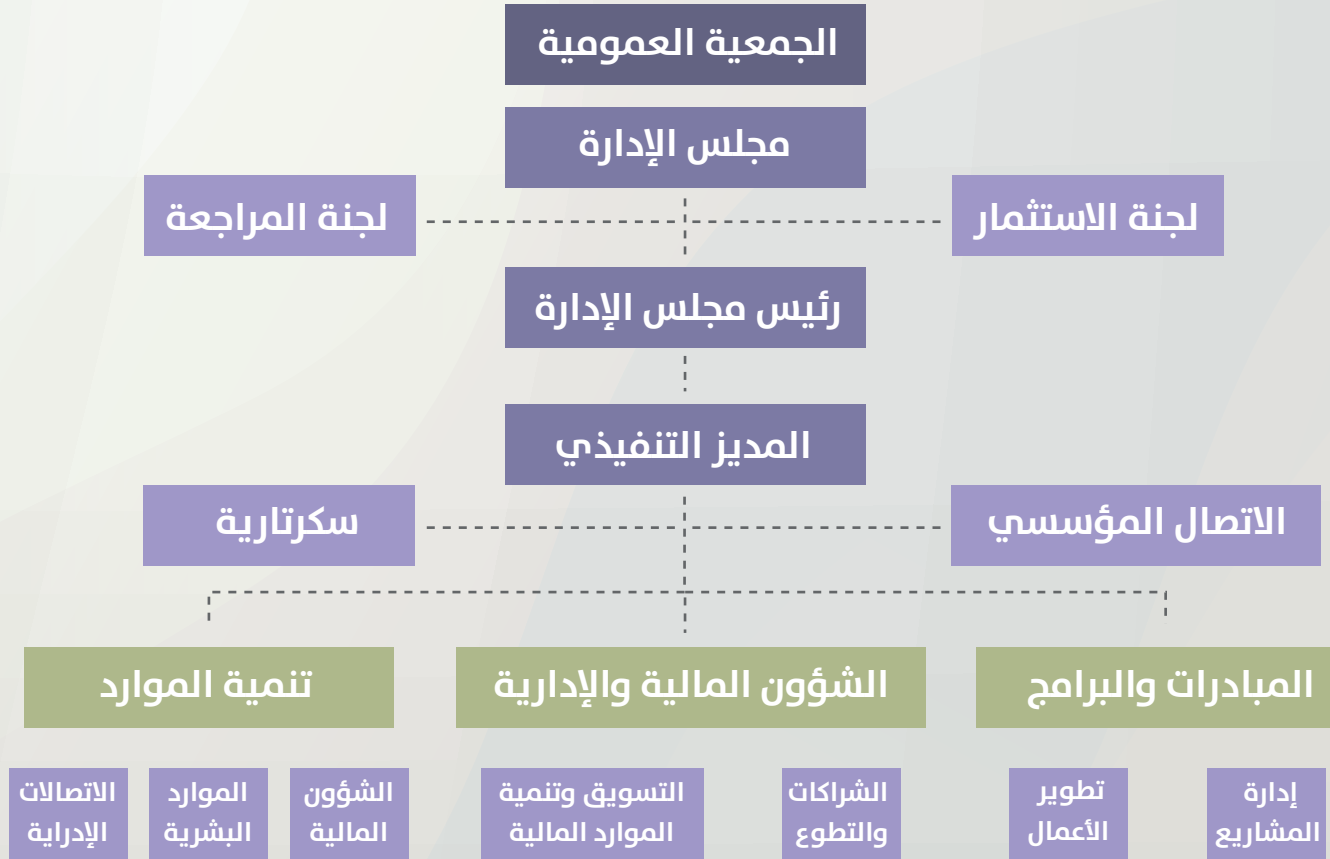 الجمعية العمومية
مجلس الإدارة
لجنة الاستثمار
لجنة المراجعة
رئيس مجلس الإدارة
المديز التنفيذي
الاتصال المؤسسي
سكرتارية
المبادرات والبرامج
الشؤون المالية والإدارية
تنمية الموارد
إدارة
المشاريع
تطوير
الأعمال
الشراكات
والتطوع
التسويق وتنمية
الموارد المالية
الشؤون
المالية
الموارد
البشرية
الاتصالات
الإدراية